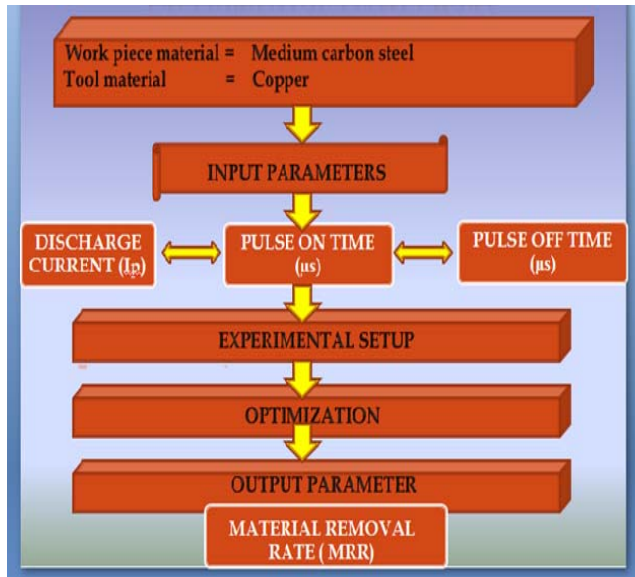 Work piece material = Medium carbon steel
Tool material = Copper
INPUT PARAMETERS
DISCHARGE
CURRENT (Ip)
PULSE ON TIME
(µs)
PULSE OFF TIME
(µs)
EXPERIMENTAL SETUP
OPTIMIZATION
OUTPUT PARAMETER
MATERIAL REMOVAL
RATE ( MRR)